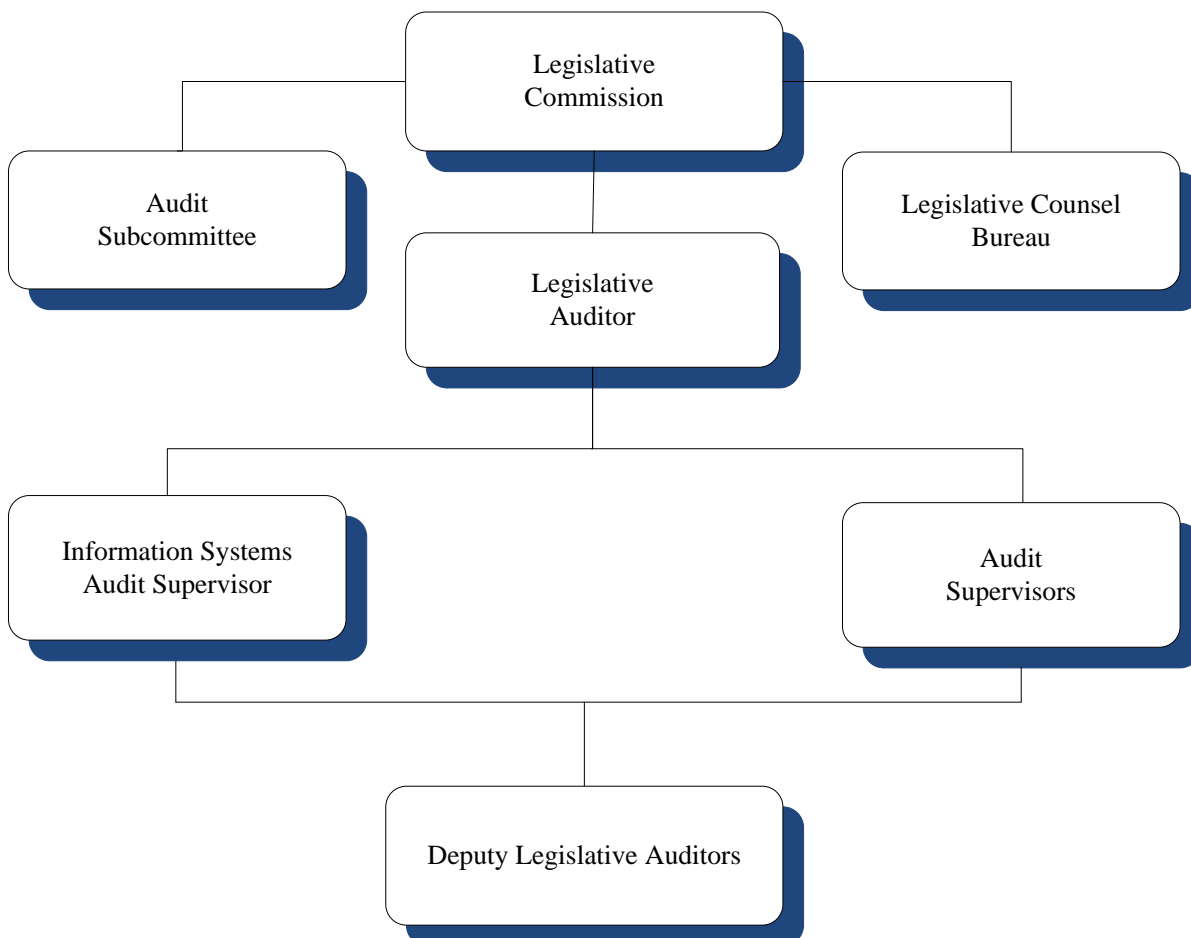 Legislative
Commission
Audit
Subcommittee
Legislative Counsel
Bureau
Legislative
Auditor
Information Systems
Audit Supervisor
Audit
Supervisors
Deputy Legislative Auditors